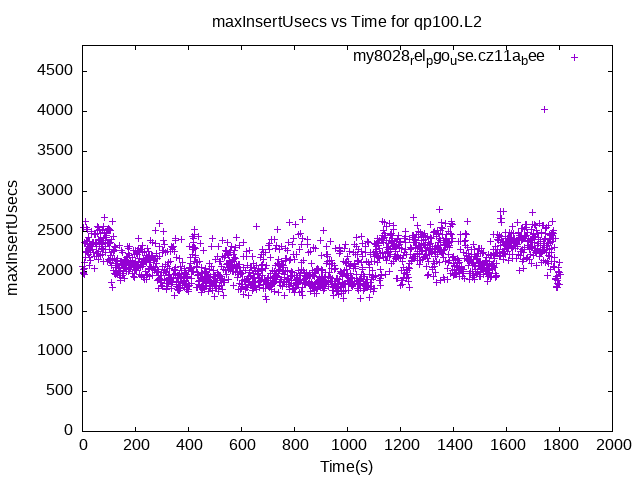 maxInsertUsecs vs Time for qp100.L2
my8028relpgouse.cz11abee
4500
4000
3500
3000
2500
2000
1500
1000
500
0
maxInsertUsecs
0 200 400 600 800 1000 1200 1400 1600 1800 2000
Time(s)